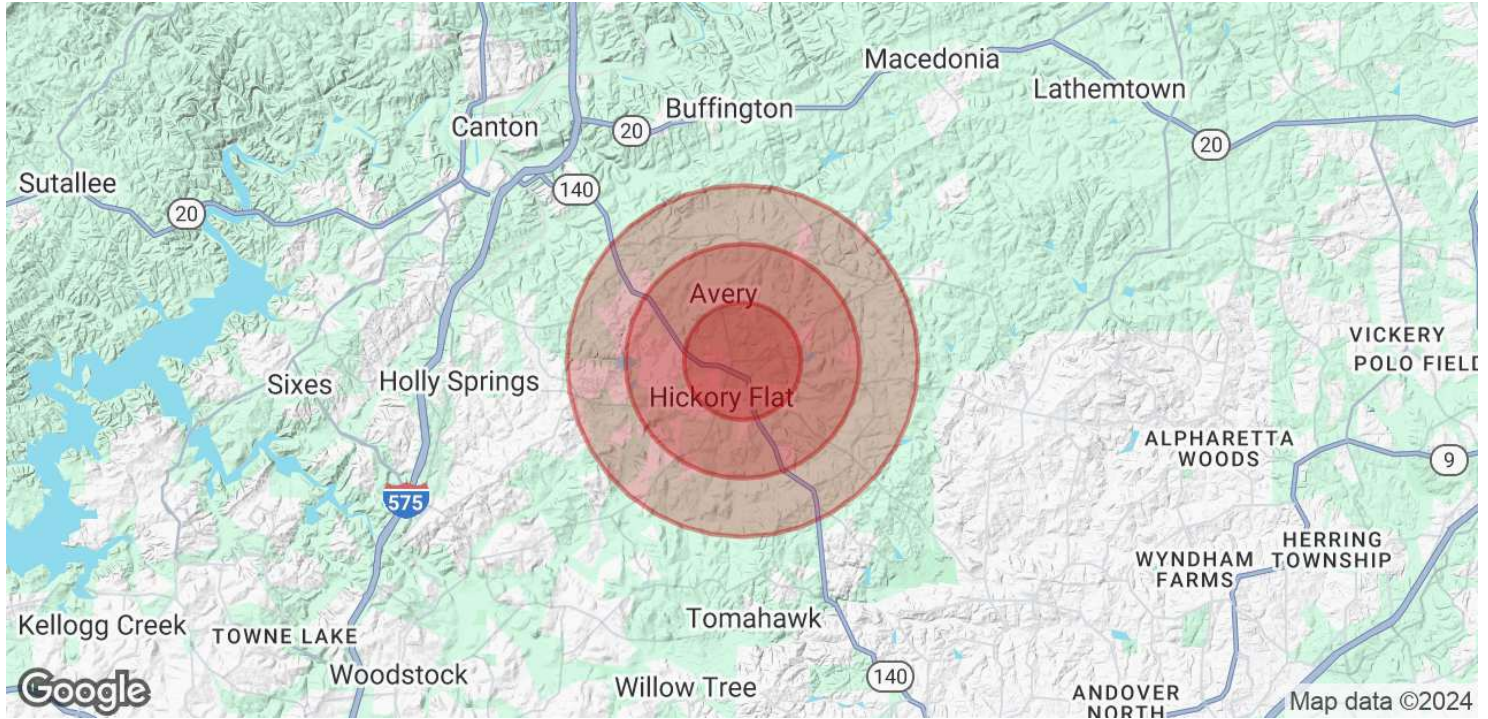 Macedonia
Lathemtown
Buffington
Canton
20
20
Sutallee
140
20
Avery
VICKERY
POLO FIELD
Sixes
Holly Springs
Hickory Flat
ALPHARETTA
WOODS
9
575
HERRING
TOWNSHIP
WYNDHAM
FARMS
Tomahawk
Kellogg Creek
TOWNE LAKE
Woodstock
140
Willow Tree
ANDOVER
NORTH
Google
Map data ©2024